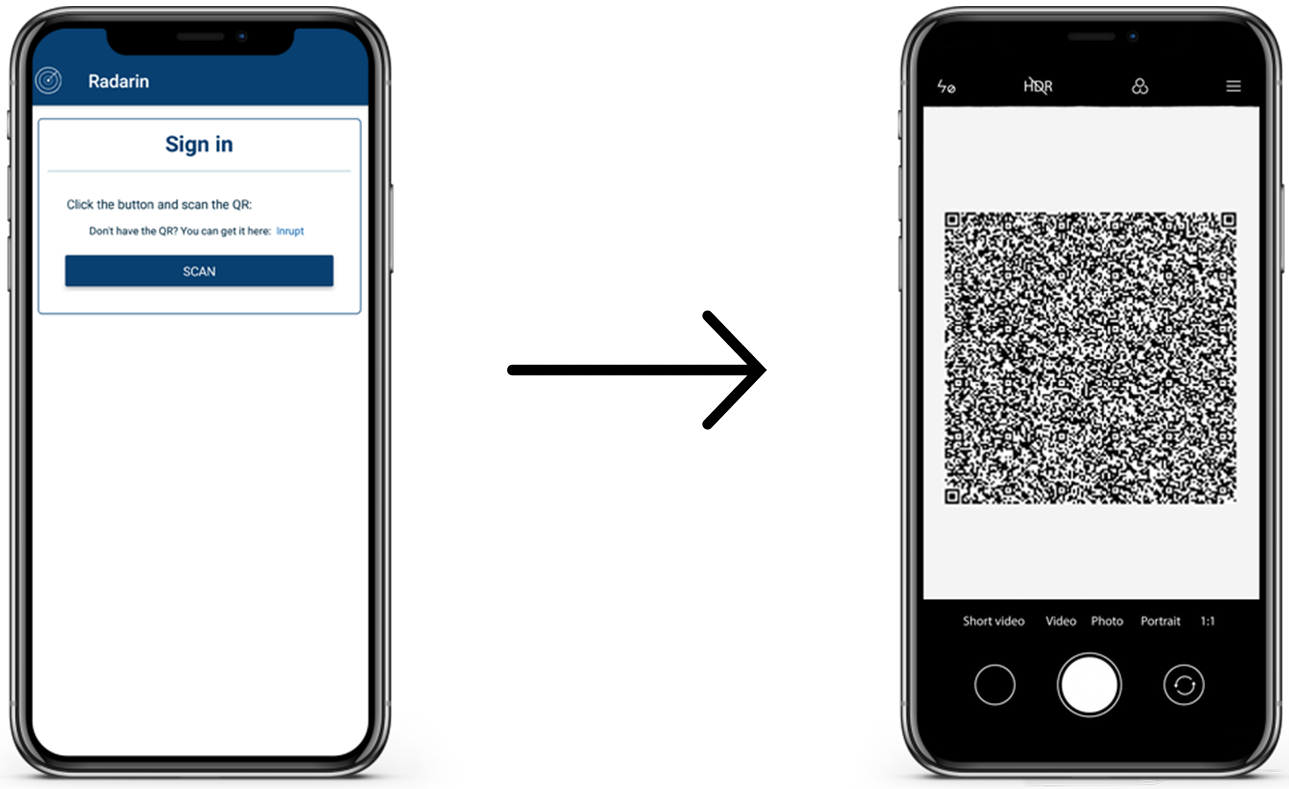 Radarin
Sign in
Click the button and scan the QR:
Don't have the QR? You can get it here: Inrupt
SCAN
HDR
Short video Video Photo Portrait 1:1